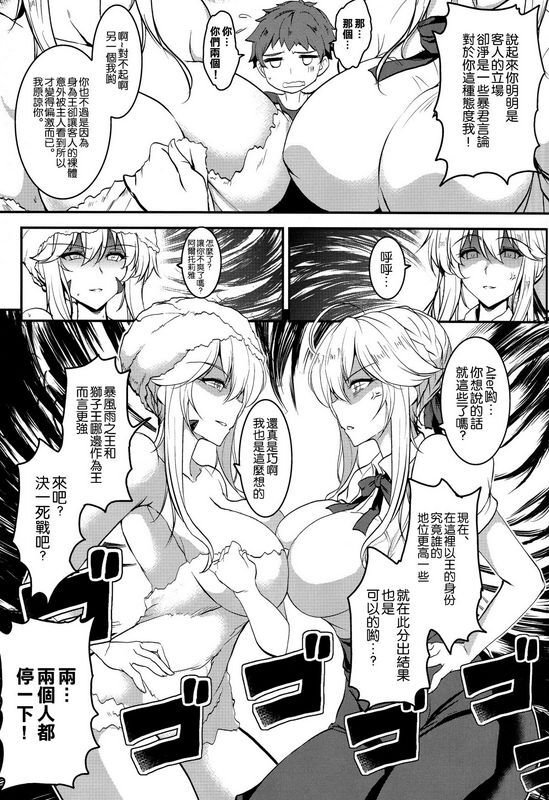 說起來你明明是
客人的立場
卻淨是一些暴君言論
對於你這種態度我！
那…
那個…
你…
你們兩個！
啊~對不起啊
另一個我喲
你也不過是因為
身為王卻讓客人的裸體
意外被主人看到所以
才變得偏激而已。
我原諒你。
呼呼…
怎麼了？
讓你不爽了嗎？
阿爾托莉雅
Alter喲…
你想說的話
就這些了嗎？
還真是巧啊
我也是這麼想的
暴風雨之王和
獅子王哪邊作為王
而言更強
來吧？
決一死戰吧？
現在、
在這裡以王的身份
究竟誰的
地位更高一些
就在此分出結果
也是
可以的喲…？
兩…
兩個人都
停一下！
ゴ
ゴ
ゴ
ゴ
ゴ
ゴ